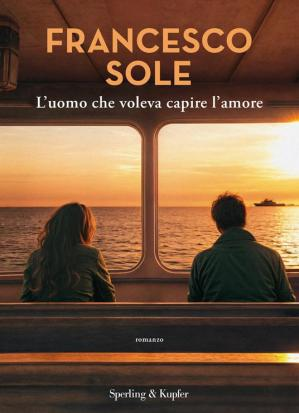 FRANCESCO
SOLE
L'uomo che voleva capire l'amore
romanzo
Sperling & Kupfer